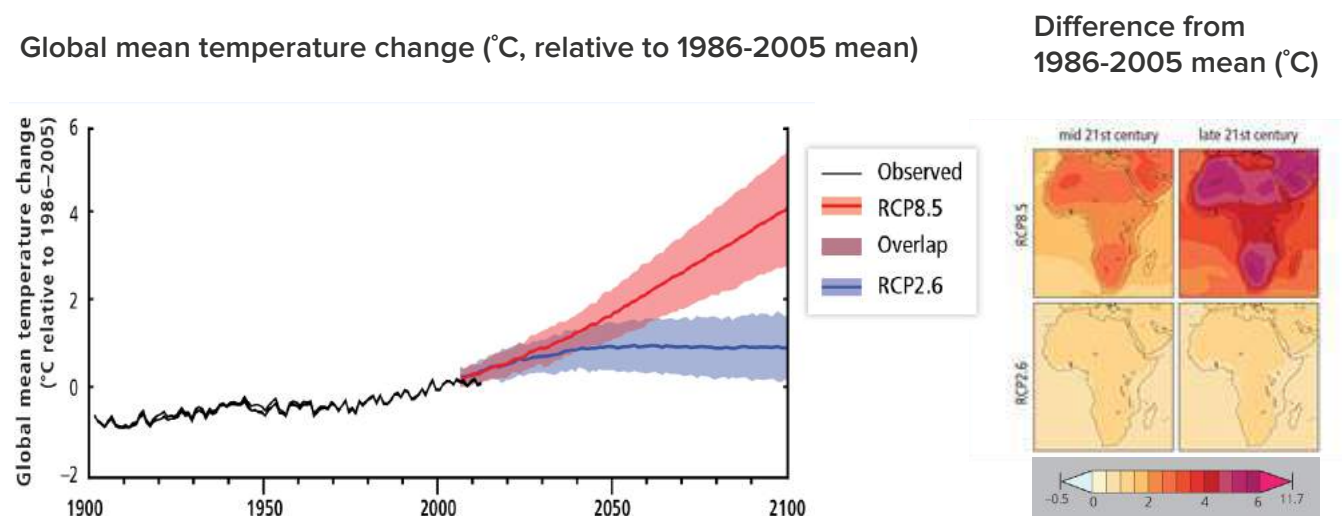 Global mean temperature change (˚C, relative to 1986-2005 mean)
Difference from
1986-2005 mean (˚C)
Global mean temperature change
(°C relative to 1986–2005)
6
4
2
0
−2
1900
1950
2000
2050
2100
Observed
RCP8.5
Overlap
RCP2.6
mid 21st century
late 21st century
RCP8.5
RCP2.6
-0.5
0
2
4
6
11.7